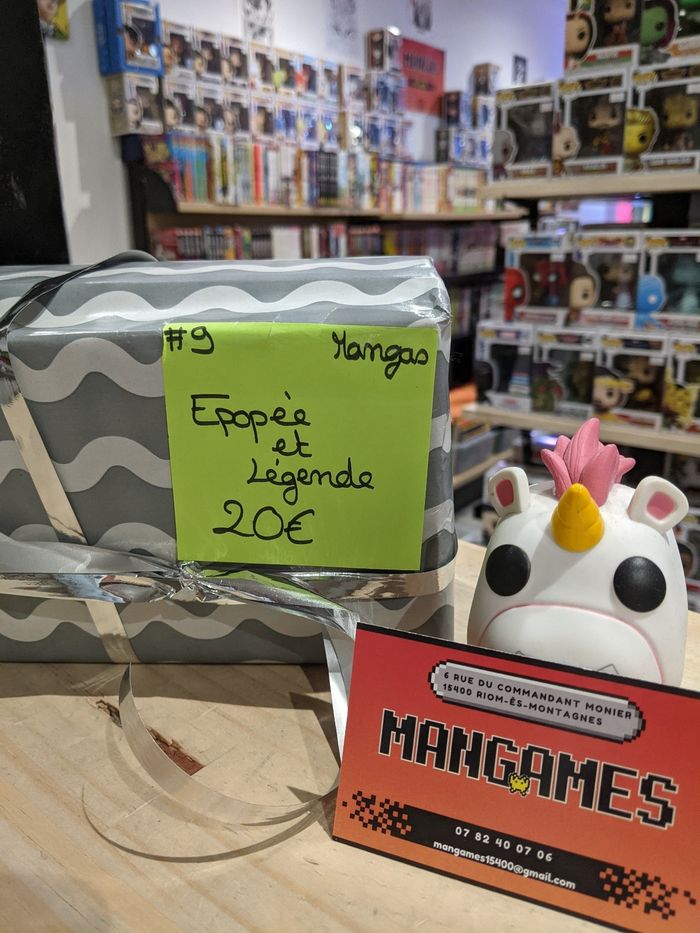 #9 Mangas
Epopée
et
Légende
20€
6 RUE DU COMMANDANT MONIER
15400 RIOM-ÈS-MONTAGNES
MANGAMES
07 82 40 07 06
mangames15400@gmail.com